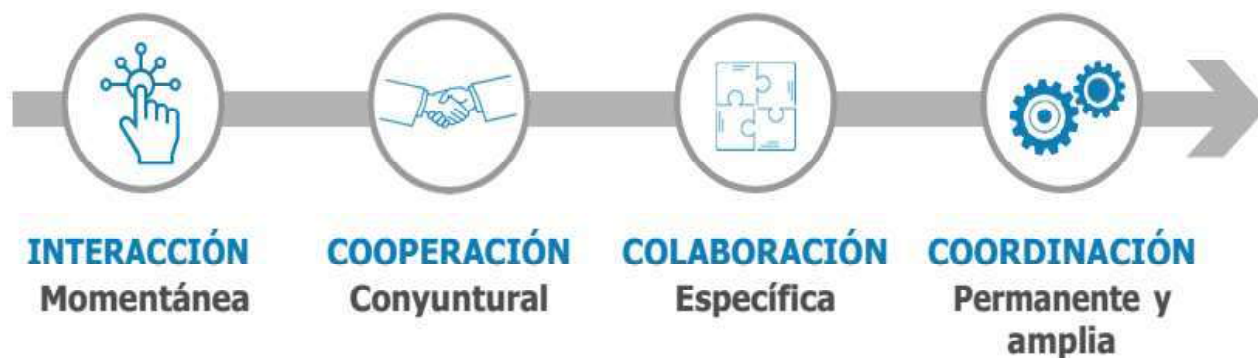 INTERACCIÓN
Momentánea
COOPERACIÓN
Conyuntural
COLABORACIÓN
Específica
COORDINACIÓN
Permanente y
amplia